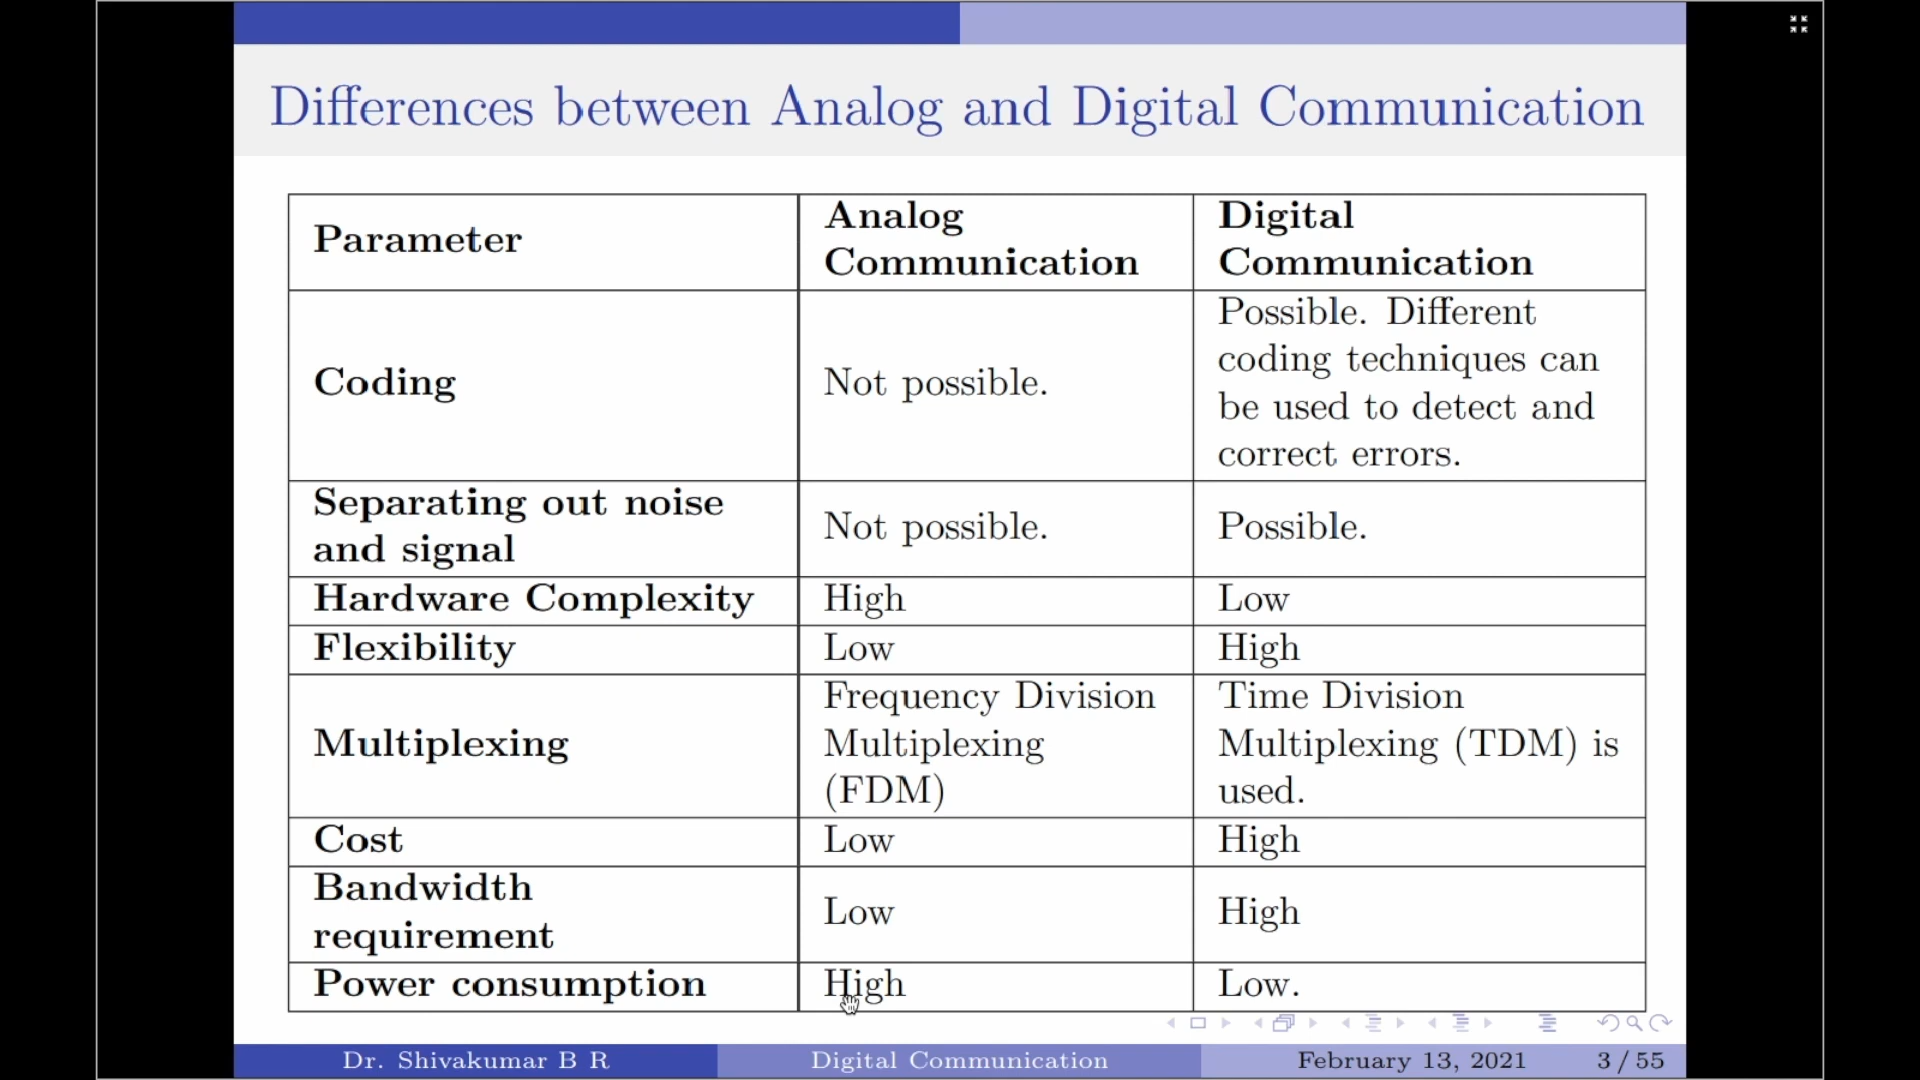 Differences between Analog and Digital Communication
Parameter
Analog
Communication
Digital
Communication
Coding
Not possible.
Possible. Different
coding techniques can
be used to detect and
correct errors.
Separating out noise
and signal
Not possible.
Possible.
Hardware Complexity
High
Low
Flexibility
Low
High
Multiplexing
Frequency Division
Multiplexing
(FDM)
Time Division
Multiplexing (TDM) is
used.
Cost
Low
High
Bandwidth
requirement
Low
High
Power consumption
High
Low.
Dr. Shivakumar B R
Digital Communication
February 13, 2021
3 / 55